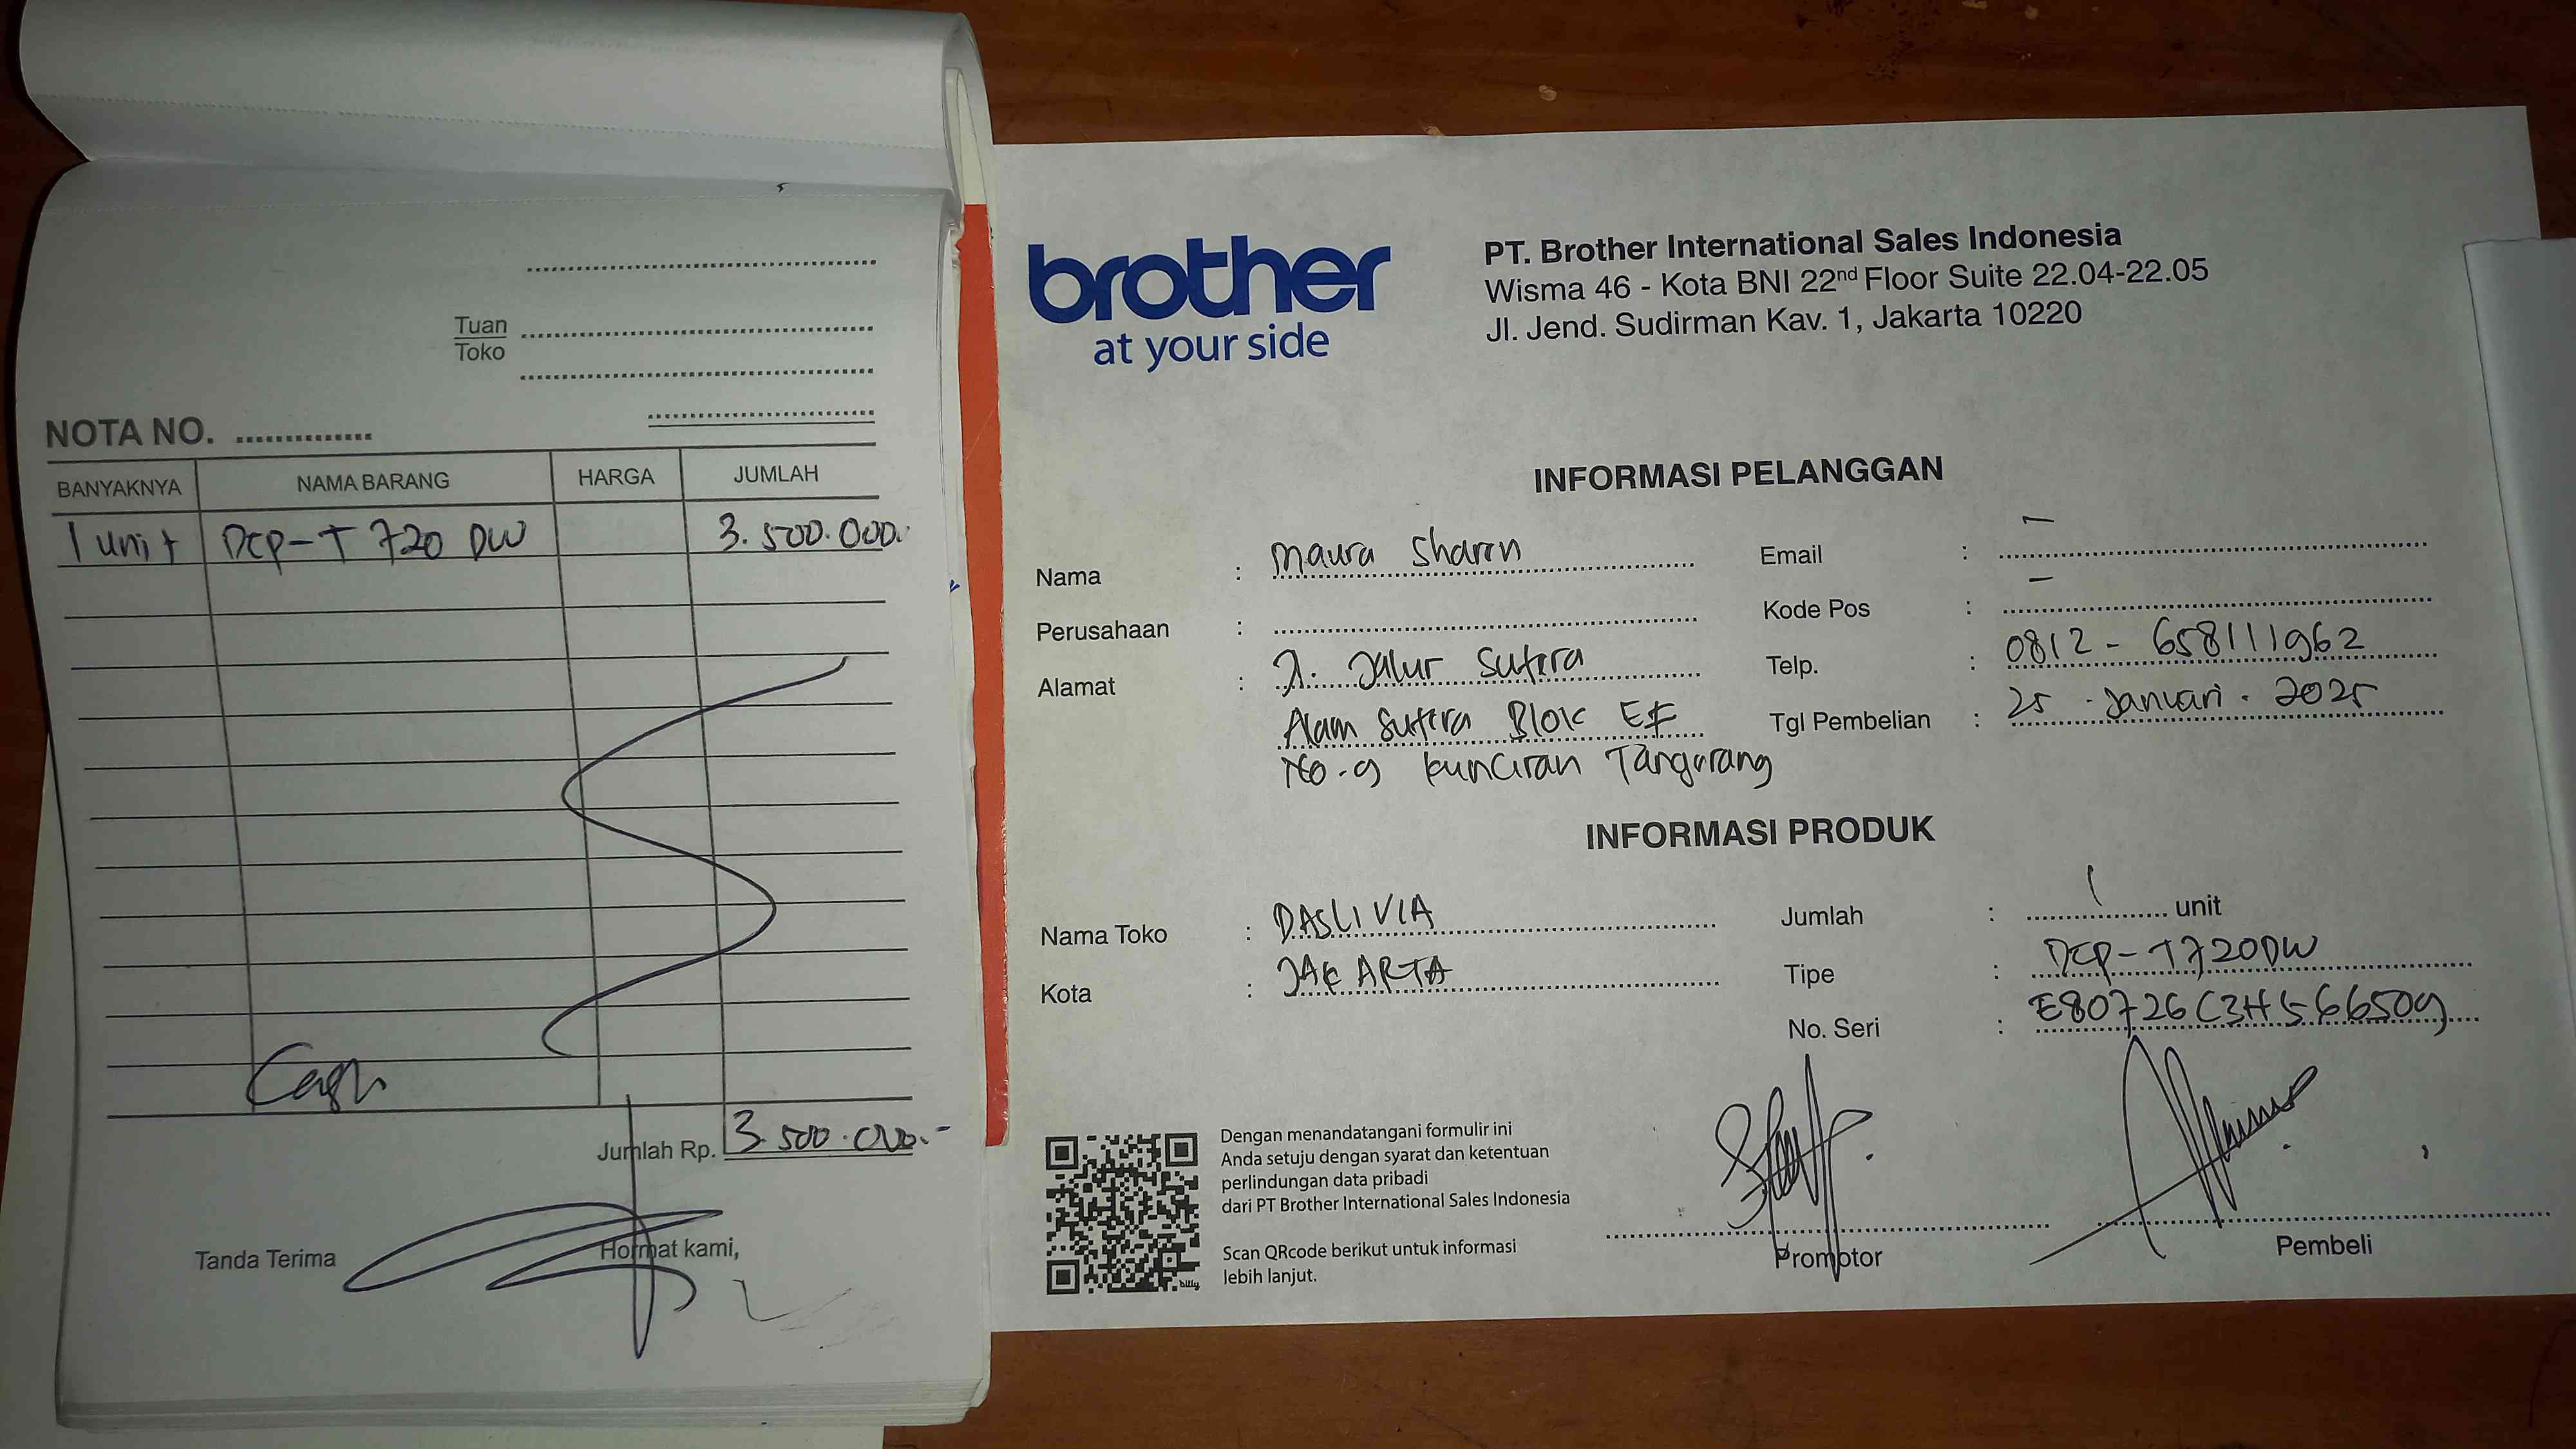 Tuan
Toko
NOTA NO.
BANYAKNYA NAMA BARANG HARGA JUMLAH
1 unit DCP-T 720 DW 3.500.000.
Cash
Jumlah Rp. 3.500.000.-
Tanda Terima Hormat kami,
brother
at your side
PT. Brother International Sales Indonesia
Wisma 46 - Kota BNI 22nd Floor Suite 22.04-22.05
Jl. Jend. Sudirman Kav. 1, Jakarta 10220
INFORMASI PELANGGAN
Nama : Maura Sharon
Perusahaan :
Alamat : Jl. Jalur Sutera
Alam Sutera Blok EF
No.9 Kunciran Tangerang
Email : -
Kode Pos : -
Telp. : 0812 - 658111962
Tgl Pembelian : 25 - Januari - 2025
INFORMASI PRODUK
Nama Toko : DASLIVIA
Kota : JAKARTA
Jumlah : 1 unit
Tipe : DCP-T720DW
No. Seri : E80726C3H566509
Dengan menandatangani formulir ini
Anda setuju dengan syarat dan ketentuan
perlindungan data pribadi
dari PT Brother International Sales Indonesia
Scan QRcode berikut untuk informasi
lebih lanjut.
billy
Promotor
Pembeli